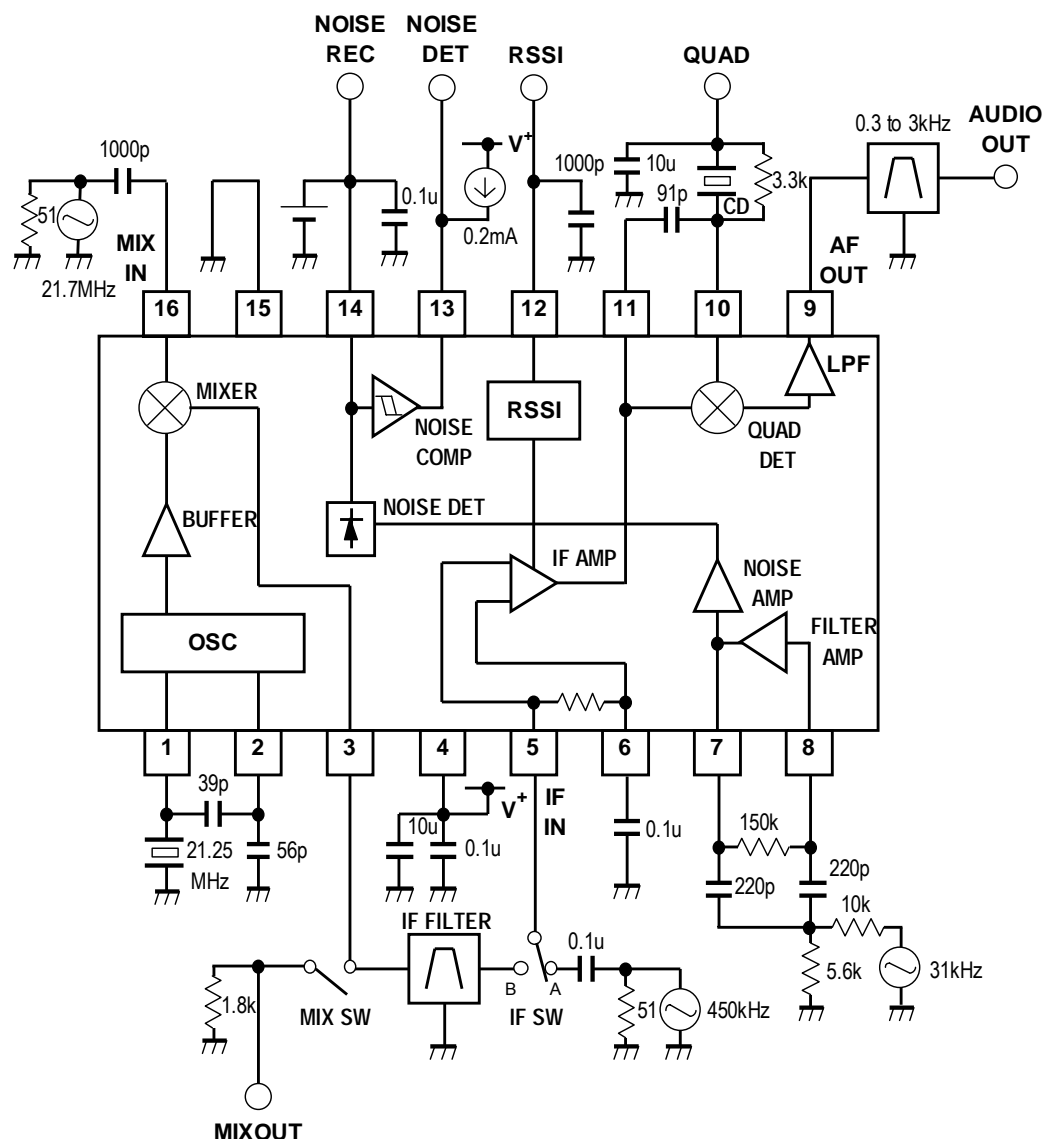 NOISE REC
NOISE DET
RSSI
QUAD
AUDIO OUT
0.3 to 3kHz
1000p
51
MIX IN
21.7MHz
0.1u
V+
0.2mA
1000p
10u
91p
CD
3.3k
AF OUT
16
15
14
13
12
11
10
9
MIXER
NOISE COMP
RSSI
QUAD DET
LPF
BUFFER
NOISE DET
IF AMP
NOISE AMP
FILTER AMP
OSC
1
2
3
4
5
6
7
8
39p
21.25 MHz
56p
10u
0.1u
V+
IF IN
0.1u
150k
220p
220p
10k
5.6k
31kHz
IF FILTER
1.8k
MIX SW
B
A
IF SW
0.1u
51
450kHz
MIXOUT